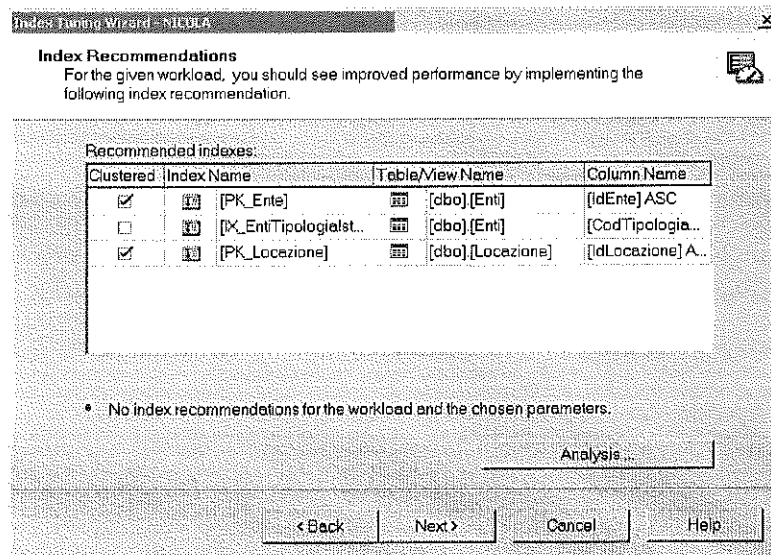 Index Tuning Wizard - NICOLA
Index Recommendations
For the given workload, you should see improved performance by implementing the
following index recommendation.
Recommended indexes:
Clustered Index Name Table/View Name Column Name
[PK_Ente] [dbo].[Enti] [IdEnte] ASC
[IX_EntiTipologiaIst... [dbo].[Enti] [CodTipologia...
[PK_Locazione] [dbo].[Locazione] [IdLocazione] A...
• No index recommendations for the workload and the chosen parameters.
Analysis...
< Back Next > Cancel Help